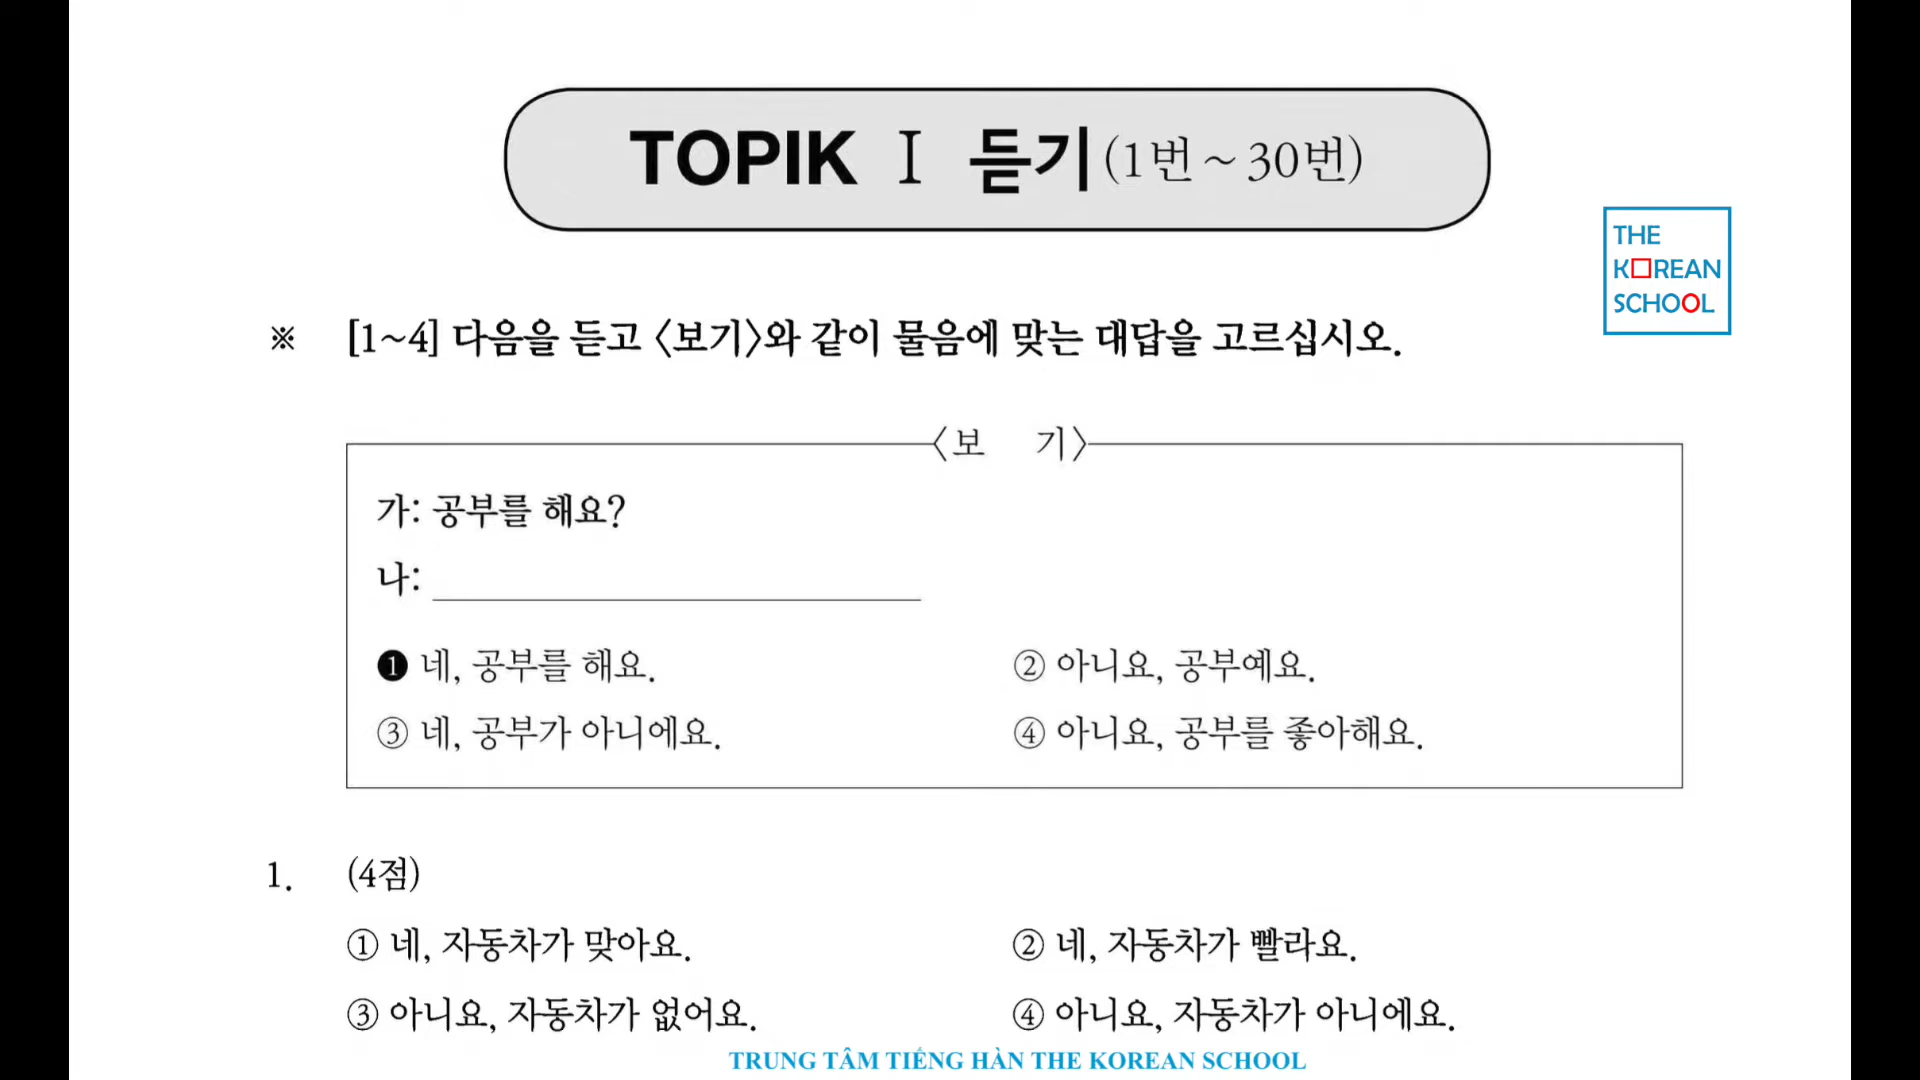 TOPIK Ⅰ 듣기(1번~30번)
THE
KOREAN
SCHOOL
※ [1~4] 다음을 듣고 〈보기〉와 같이 물음에 맞는 대답을 고르십시오.
〈보 기〉
가: 공부를 해요?
나: ____________________
❶ 네, 공부를 해요. ② 아니요, 공부예요.
③ 네, 공부가 아니에요. ④ 아니요, 공부를 좋아해요.
1. (4점)
① 네, 자동차가 맞아요. ② 네, 자동차가 빨라요.
③ 아니요, 자동차가 없어요. ④ 아니요, 자동차가 아니에요.
TRUNG TÂM TIẾNG HÀN THE KOREAN SCHOOL